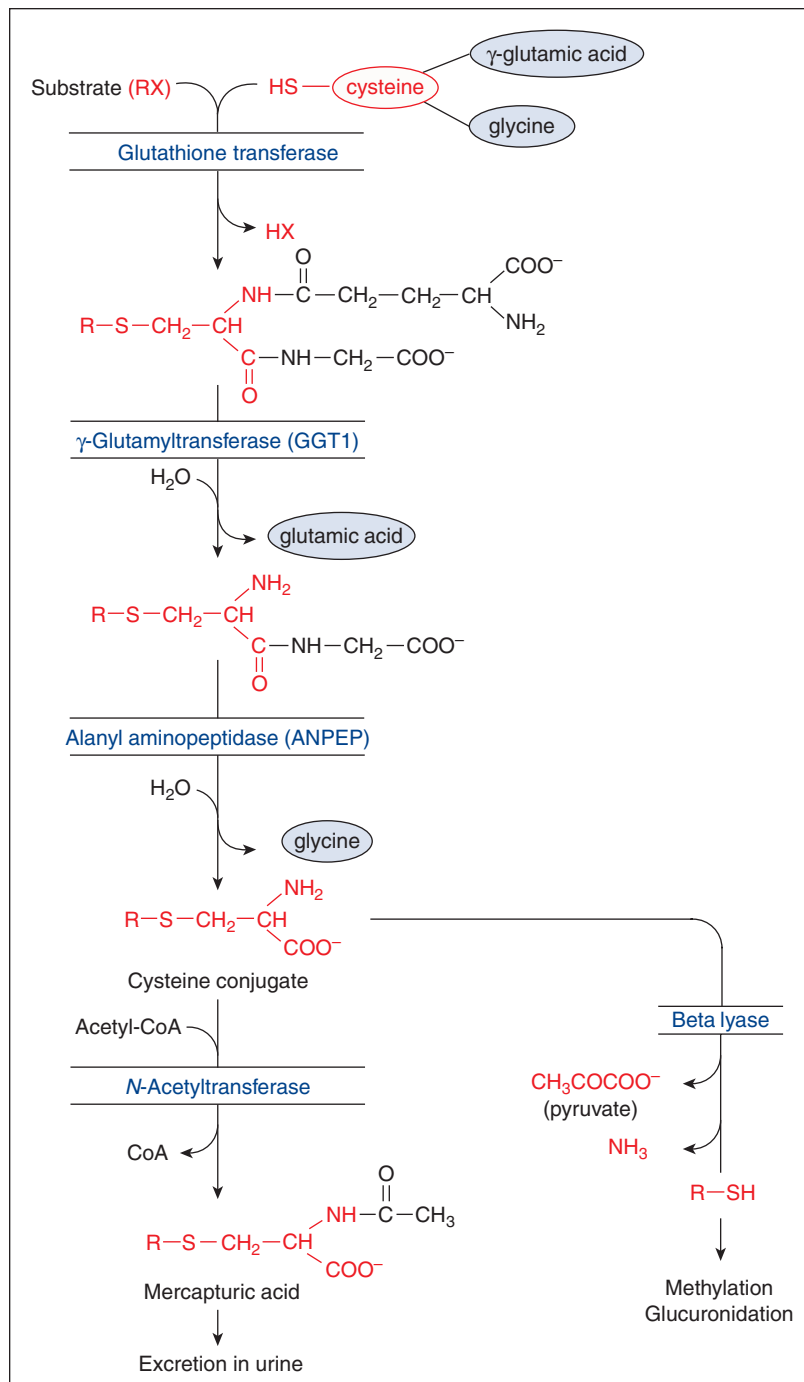 γ-glutamic acid
Substrate (RX) HS—cysteine
glycine
Glutathione transferase
HX
O COO⁻
NH—C—CH₂—CH₂—CH
R—S—CH₂—CH NH₂
C—NH—CH₂—COO⁻
O
γ-Glutamyltransferase (GGT1)
H₂O
glutamic acid
NH₂
R—S—CH₂—CH
C—NH—CH₂—COO⁻
O
Alanyl aminopeptidase (ANPEP)
H₂O
glycine
NH₂
R—S—CH₂—CH
COO⁻
Cysteine conjugate
Acetyl-CoA
N-Acetyltransferase
CoA
O
NH—C—CH₃
R—S—CH₂—CH
COO⁻
Mercapturic acid
Excretion in urine
Beta lyase
CH₃COCOO⁻
(pyruvate)
NH₃
R—SH
Methylation
Glucuronidation